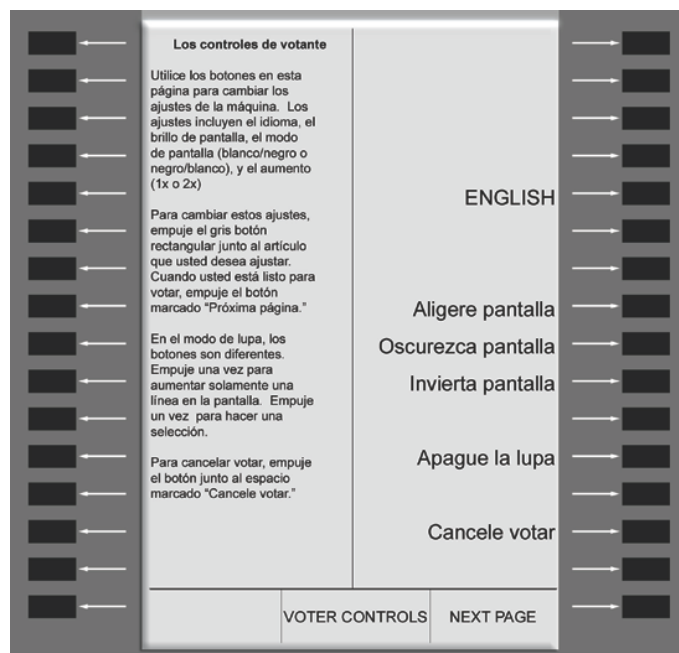 Los controles de votante
Utilice los botones en esta
página para cambiar los
ajustes de la máquina. Los
ajustes incluyen el idioma, el
brillo de pantalla, el modo
de pantalla (blanco/negro o
negro/blanco), y el aumento
(1x o 2x)
Para cambiar estos ajustes,
empuje el gris botón
rectangular junto al artículo
que usted desea ajustar.
Cuando usted está listo para
votar, empuje el botón
marcado “Próxima página.”
En el modo de lupa, los
botones son diferentes.
Empuje una vez para
aumentar solamente una
línea en la pantalla. Empuje
un vez para hacer una
selección.
Para cancelar votar, empuje
el botón junto al espacio
marcado “Cancele votar.”
ENGLISH
Aligere pantalla
Oscurezca pantalla
Invierta pantalla
Apague la lupa
Cancele votar
VOTER CONTROLS
NEXT PAGE